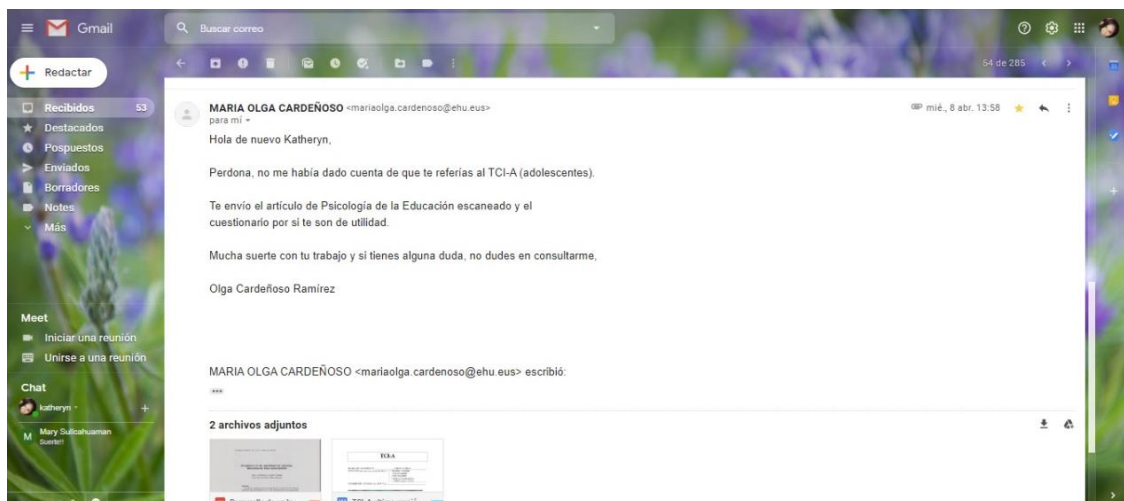 Gmail
Buscar correo
Redactar
54 de 285
Recibidos 53
Destacados
Pospuestos
Enviados
Borradores
Notes
Más
Meet
Iniciar una reunión
Unirse a una reunión
Chat
katheryn
Mary Sullcahuaman
Suerte!!
MARIA OLGA CARDEÑOSO <mariaolga.cardenoso@ehu.eus>
mié., 8 abr. 13:58
para mí
Hola de nuevo Katheryn,
Perdona, no me había dado cuenta de que te referías al TCI-A (adolescentes).
Te envío el artículo de Psicología de la Educación escaneado y el
cuestionario por si te son de utilidad.
Mucha suerte con tu trabajo y si tienes alguna duda, no dudes en consultarme,
Olga Cardeñoso Ramírez
MARIA OLGA CARDEÑOSO <mariaolga.cardenoso@ehu.eus> escribió:
2 archivos adjuntos
TCI-A